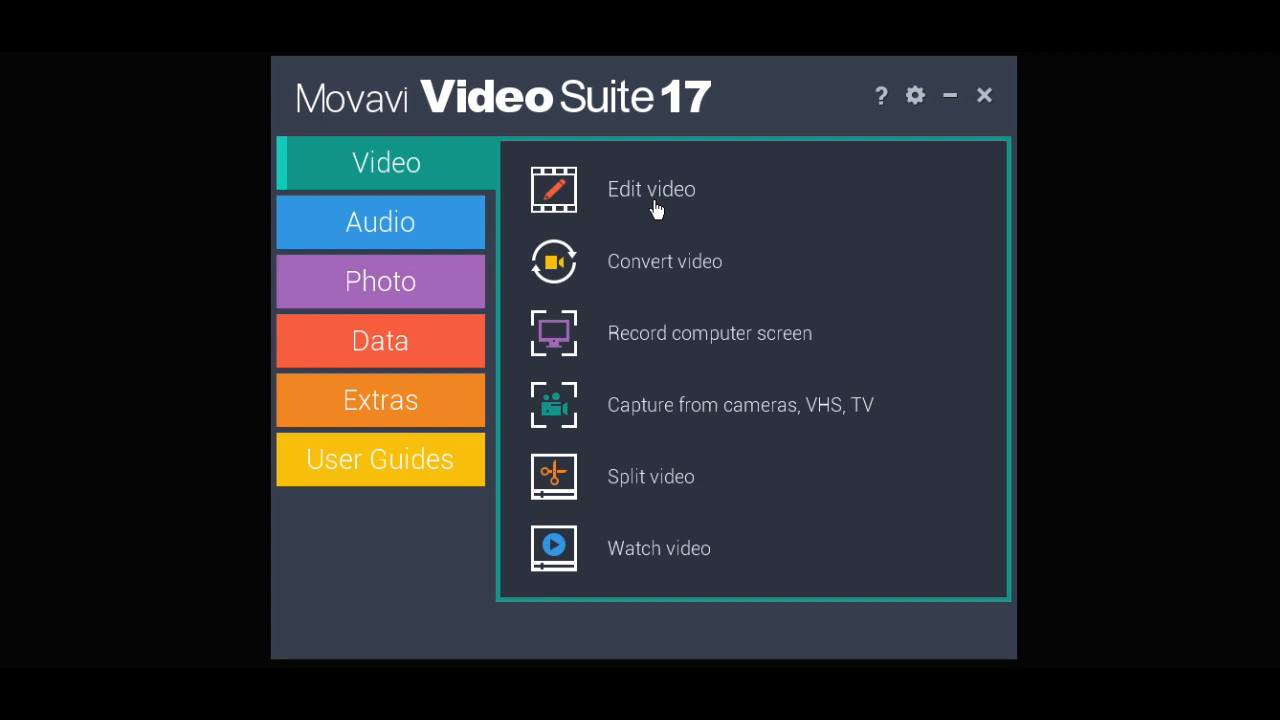 Movavi Video Suite 17
?
Video
Audio
Photo
Data
Extras
User Guides
Edit video
Convert video
Record computer screen
Capture from cameras, VHS, TV
Split video
Watch video